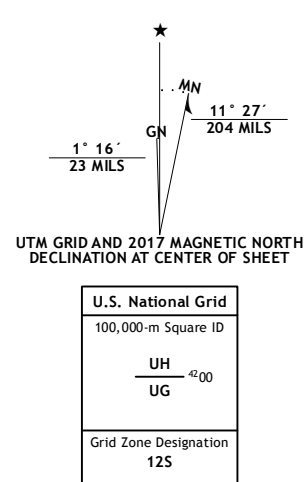 ★
MN
GN
11° 27´
204 MILS
1° 16´
23 MILS
UTM GRID AND 2017 MAGNETIC NORTH
DECLINATION AT CENTER OF SHEET
U.S. National Grid
100,000-m Square ID
UH
4200
UG
Grid Zone Designation
12S